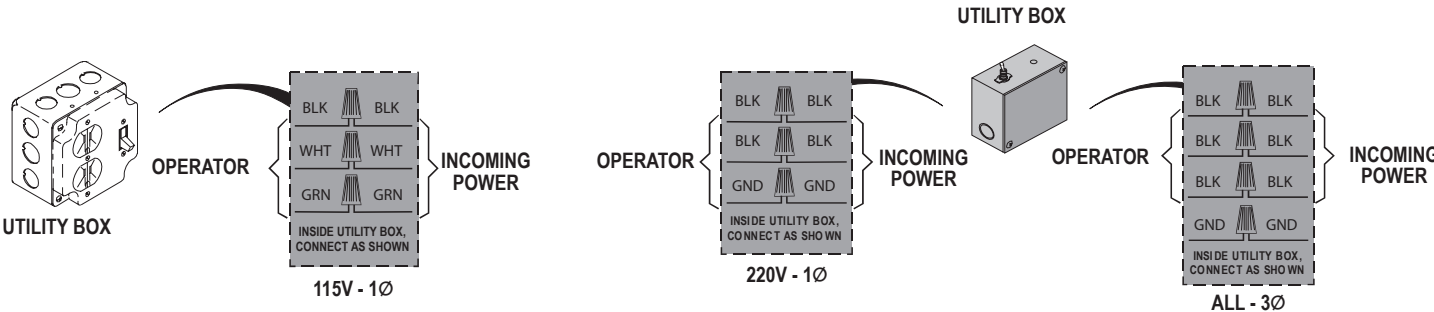 UTILITY BOX
BLK BLK
WHT WHT
GRN GRN
INSIDE UTILITY BOX,
CONNECT AS SHOWN
OPERATOR
INCOMING
POWER
UTILITY BOX
115V - 1Ø
BLK BLK
BLK BLK
GND GND
INSIDE UTILITY BOX,
CONNECT AS SHOWN
OPERATOR
INCOMING
POWER
220V - 1Ø
BLK BLK
BLK BLK
BLK BLK
GND GND
INSIDE UTILITY BOX,
CONNECT AS SHOWN
OPERATOR
INCOMING
POWER
ALL - 3Ø